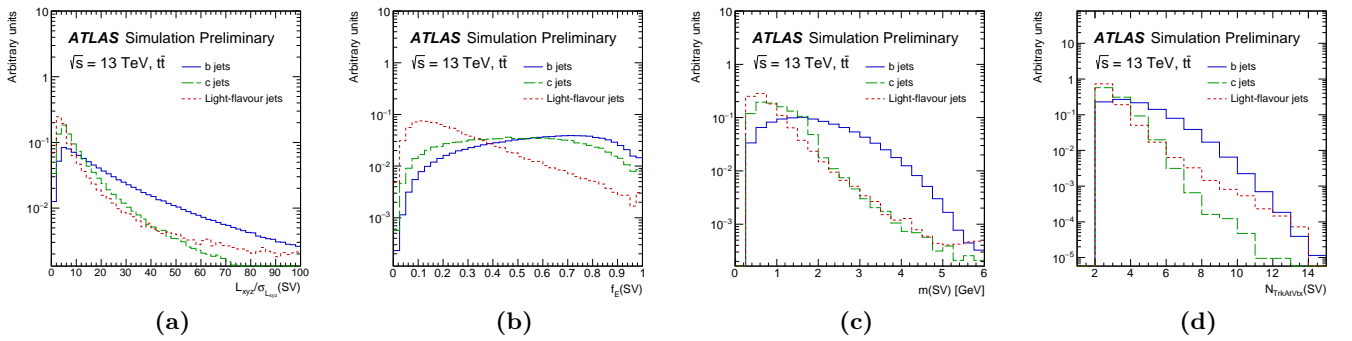 Arbitrary units
10
1
10⁻¹
10⁻²
ATLAS Simulation Preliminary
√s = 13 TeV, tt̄
b jets
c jets
Light-flavour jets
0 10 20 30 40 50 60 70 80 90 100
L_xyz/σ_{L_xyz}(SV)
(a)
Arbitrary units
10
1
10⁻¹
10⁻²
10⁻³
ATLAS Simulation Preliminary
√s = 13 TeV, tt̄
b jets
c jets
Light-flavour jets
0 0.1 0.2 0.3 0.4 0.5 0.6 0.7 0.8 0.9 1
f_E(SV)
(b)
Arbitrary units
10
1
10⁻¹
10⁻²
10⁻³
ATLAS Simulation Preliminary
√s = 13 TeV, tt̄
b jets
c jets
Light-flavour jets
0 1 2 3 4 5 6
m(SV) [GeV]
(c)
Arbitrary units
10
1
10⁻¹
10⁻²
10⁻³
10⁻⁴
10⁻⁵
ATLAS Simulation Preliminary
√s = 13 TeV, tt̄
b jets
c jets
Light-flavour jets
2 4 6 8 10 12 14
N_TrkAtVtx(SV)
(d)